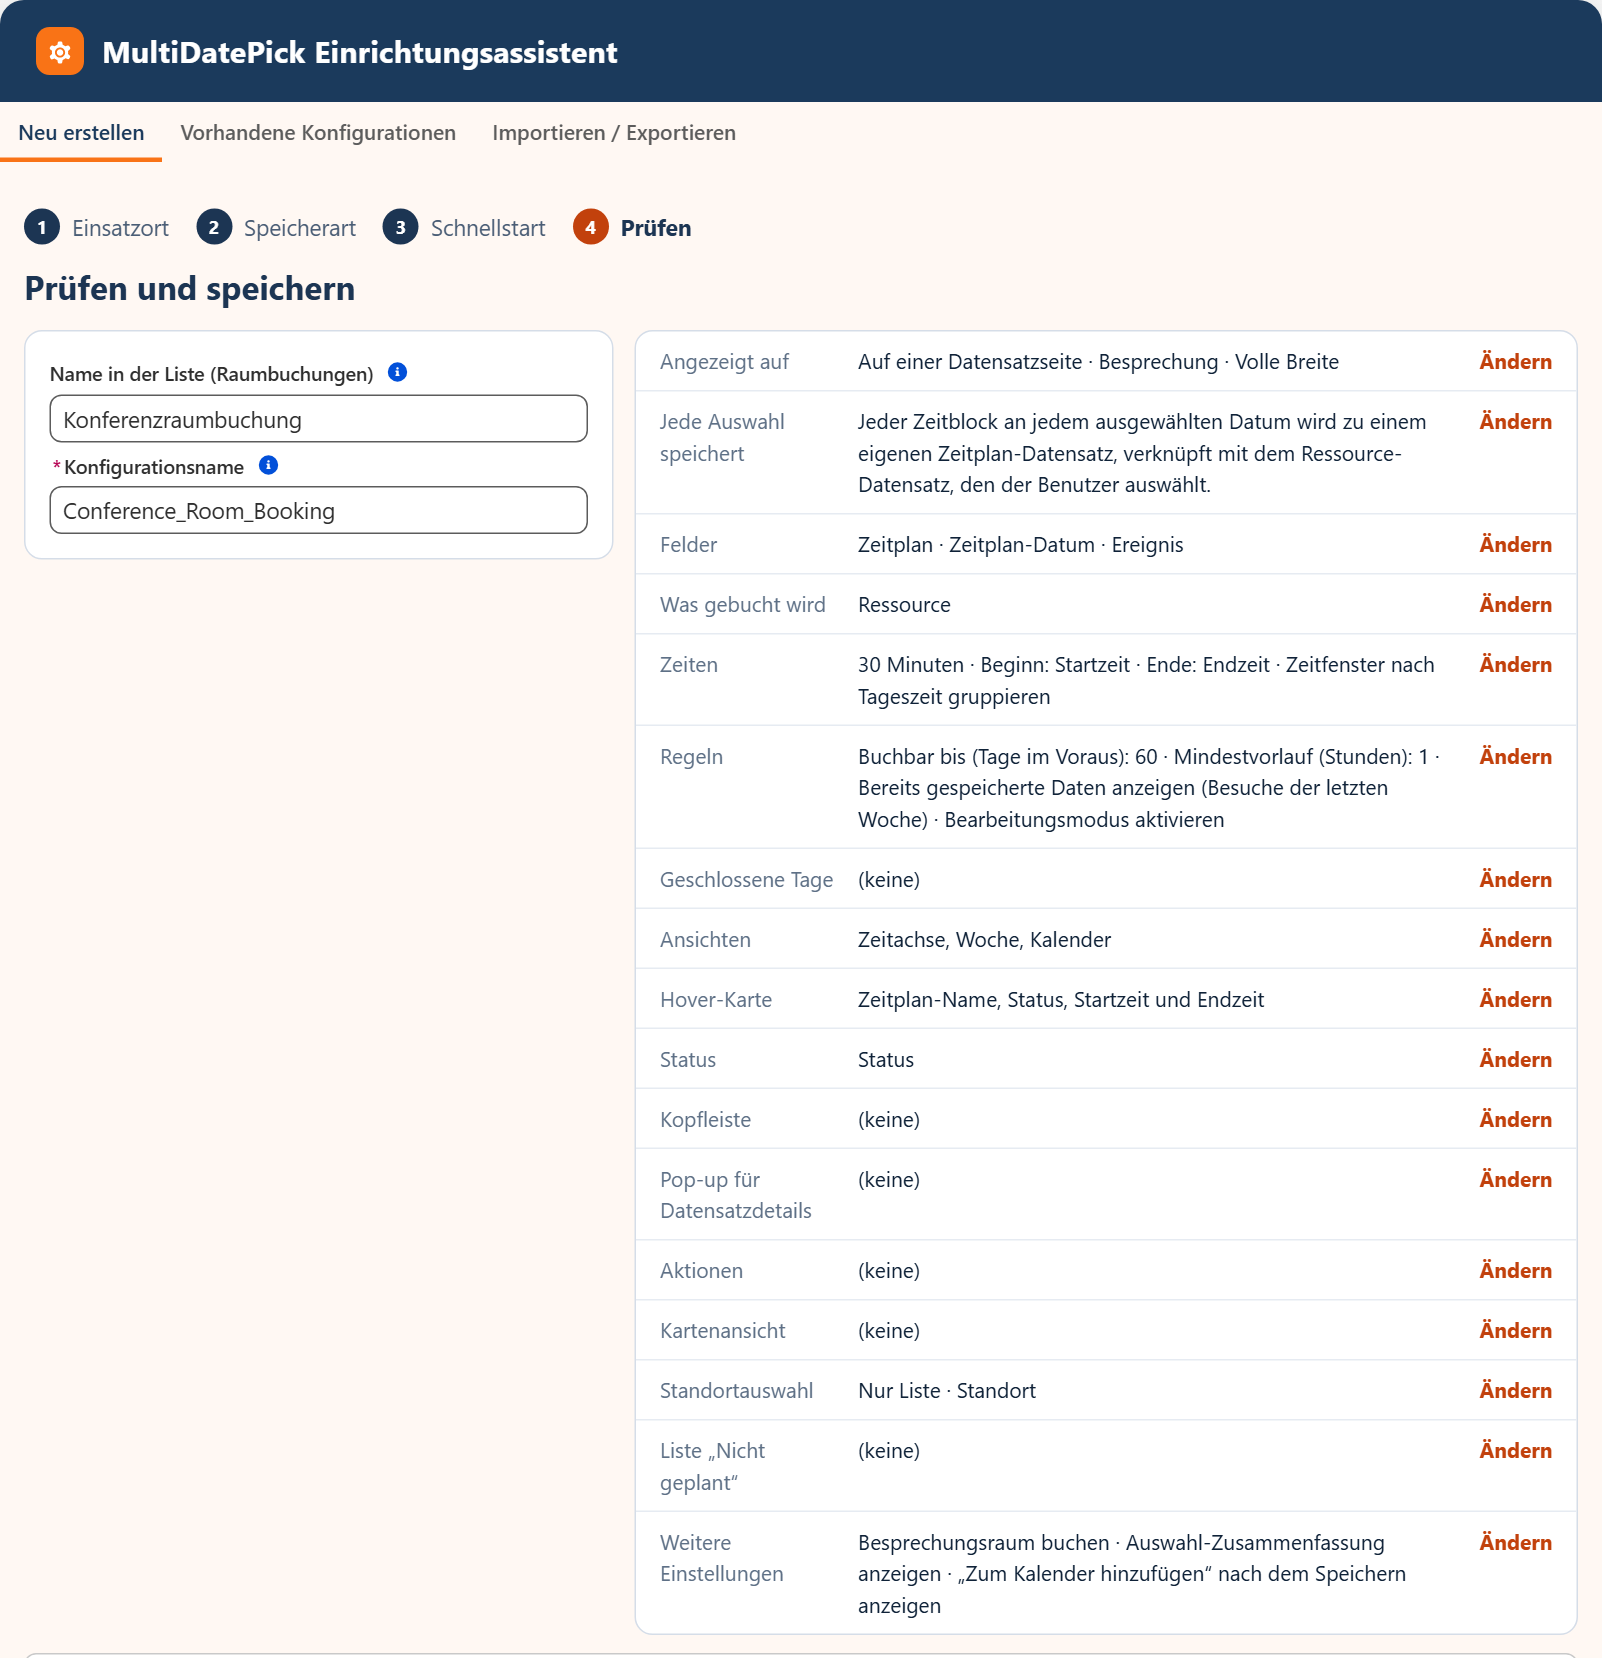 MultiDatePick Einrichtungsassistent
Neu erstellen Vorhandene Konfigurationen Importieren / Exportieren
1 Einsatzort 2 Speicherart 3 Schnellstart 4 Prüfen
Prüfen und speichern
Name in der Liste (Raumbuchungen)
Konferenzraumbuchung
*Konfigurationsname
Conference_Room_Booking
Angezeigt auf Auf einer Datensatzseite · Besprechung · Volle Breite Ändern
Jede Auswahl speichert
Jeder Zeitblock an jedem ausgewählten Datum wird zu einem
eigenen Zeitplan-Datensatz, verknüpft mit dem Ressource-
Datensatz, den der Benutzer auswählt.
Ändern
Felder Zeitplan · Zeitplan-Datum · Ereignis Ändern
Was gebucht wird Ressource Ändern
Zeiten 30 Minuten · Beginn: Startzeit · Ende: Endzeit · Zeitfenster nach
Tageszeit gruppieren
Ändern
Regeln Buchbar bis (Tage im Voraus): 60 · Mindestvorlauf (Stunden): 1 ·
Bereits gespeicherte Daten anzeigen (Besuche der letzten
Woche) · Bearbeitungsmodus aktivieren
Ändern
Geschlossene Tage (keine) Ändern
Ansichten Zeitachse, Woche, Kalender Ändern
Hover-Karte Zeitplan-Name, Status, Startzeit und Endzeit Ändern
Status Status Ändern
Kopfleiste (keine) Ändern
Pop-up für
Datensatzdetails
(keine) Ändern
Aktionen (keine) Ändern
Kartenansicht (keine) Ändern
Standortauswahl Nur Liste · Standort Ändern
Liste „Nicht
geplant“
(keine) Ändern
Weitere
Einstellungen
Besprechungsraum buchen · Auswahl-Zusammenfassung
anzeigen · „Zum Kalender hinzufügen“ nach dem Speichern
anzeigen
Ändern